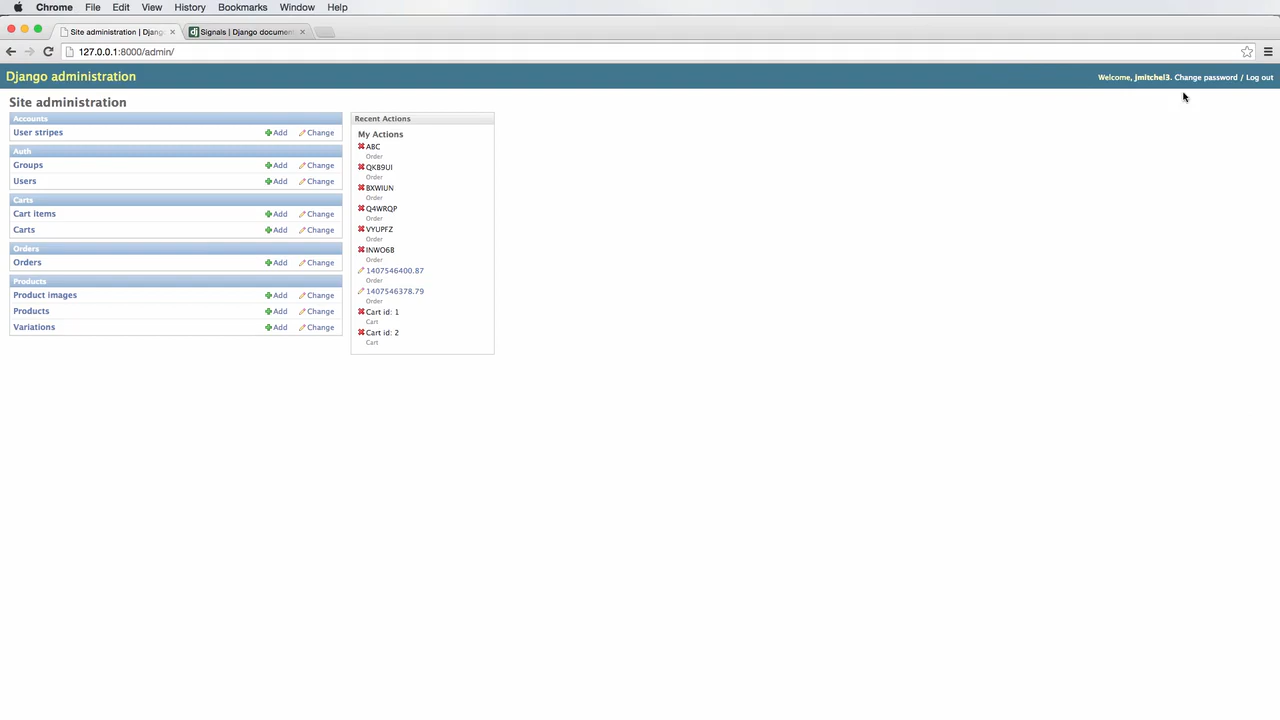 Chrome File Edit View History Bookmarks Window Help
Site administration | Djang
Signals | Django documen
127.0.0.1:8000/admin/
Django administration
Welcome, jmitchel3. Change password / Log out
Site administration
Accounts
User stripes Add Change
Auth
Groups Add Change
Users Add Change
Carts
Cart items Add Change
Carts Add Change
Orders
Orders Add Change
Products
Product images Add Change
Products Add Change
Variations Add Change
Recent Actions
My Actions
ABC
Order
QKB9UI
Order
BXWIUN
Order
Q4WRQP
Order
VYUPFZ
Order
INWO6B
Order
1407546400.87
Order
1407546378.79
Order
Cart id: 1
Cart
Cart id: 2
Cart